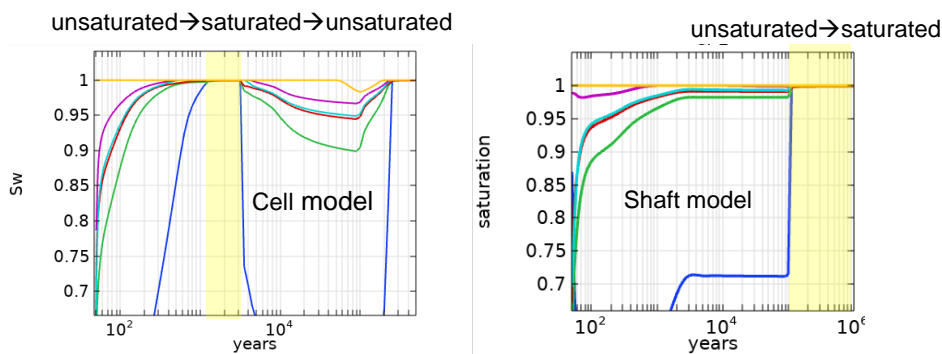 unsaturated→saturated→unsaturated
unsaturated→saturated
1
0.95
0.9
0.85
0.8
0.75
0.7
Sw
Cell model
10²
10⁴
years
1
0.95
0.9
0.85
0.8
0.75
0.7
saturation
Shaft model
10²
10³
10⁴
10⁵
10⁶
years